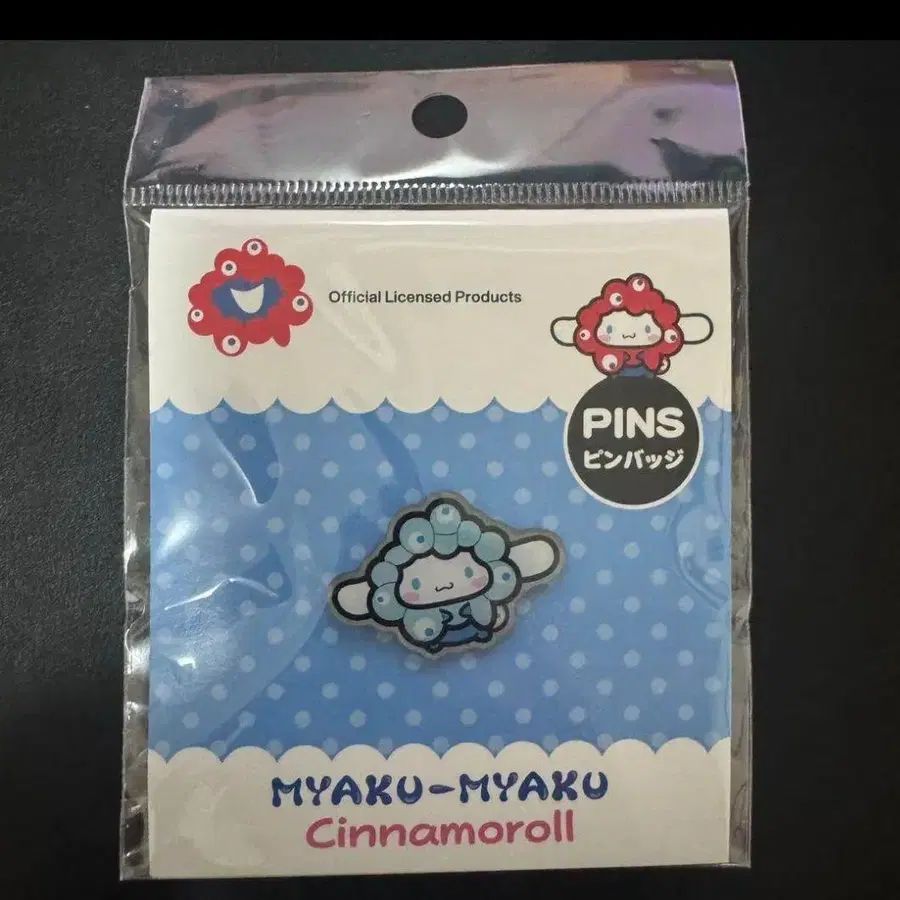 Official Licensed Products
PINS
ピンバッジ
MYAKU-MYAKU
Cinnamoroll